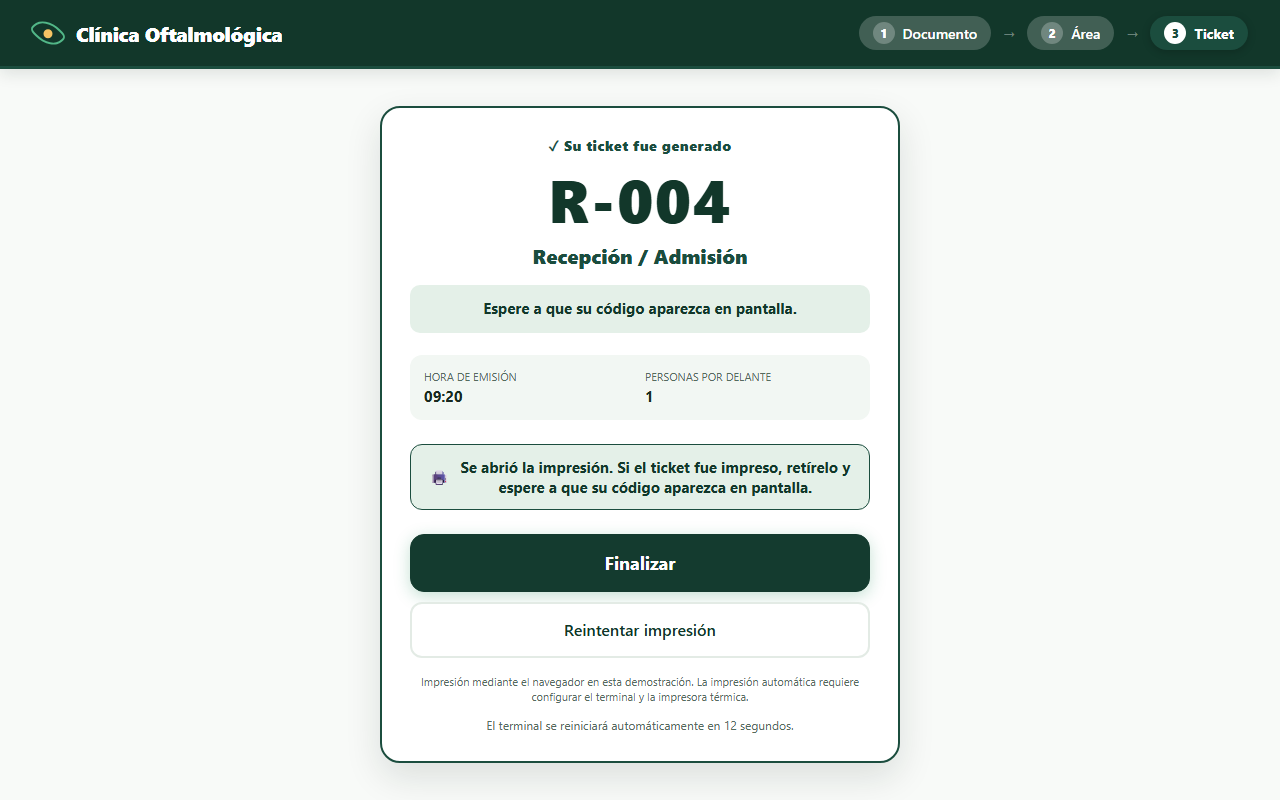 Clínica Oftalmológica
1 Documento → 2 Área → 3 Ticket
✓ Su ticket fue generado
R-004
Recepción / Admisión
Espere a que su código aparezca en pantalla.
HORA DE EMISIÓN
09:20
PERSONAS POR DELANTE
1
Se abrió la impresión. Si el ticket fue impreso, retírelo y
espere a que su código aparezca en pantalla.
Finalizar
Reintentar impresión
Impresión mediante el navegador en esta demostración. La impresión automática requiere
configurar el terminal y la impresora térmica.
El terminal se reiniciará automáticamente en 12 segundos.